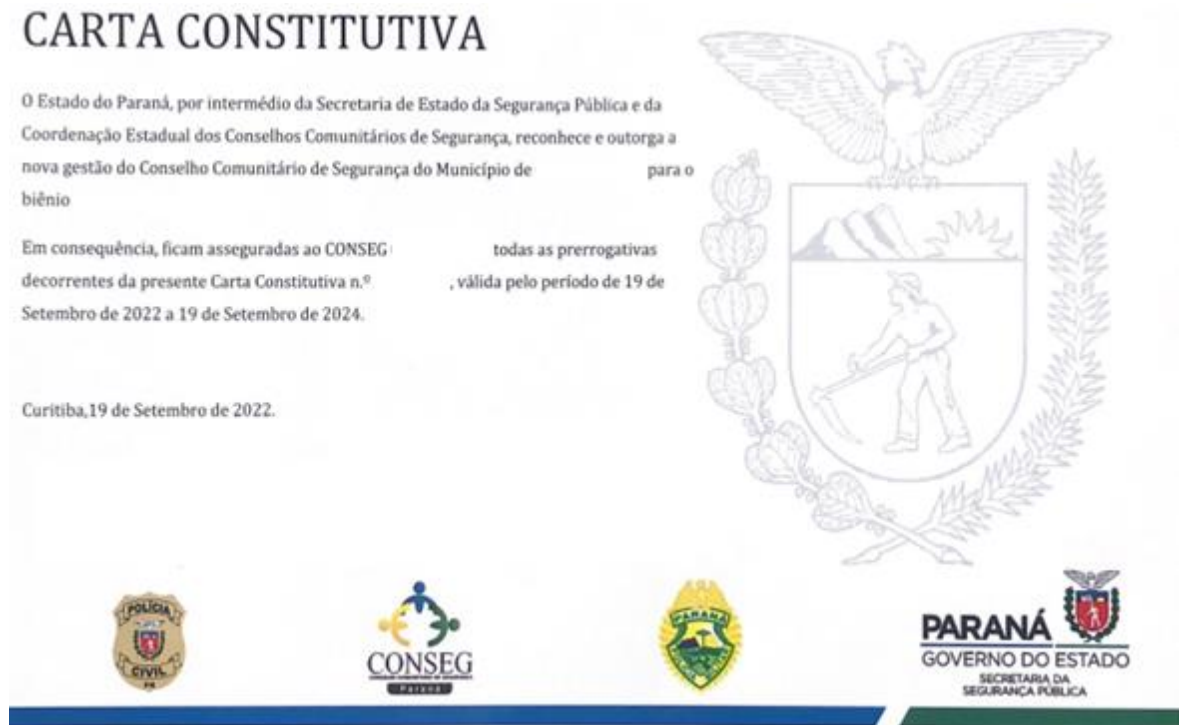 CARTA CONSTITUTIVA
O Estado do Paraná, por intermédio da Secretaria de Estado da Segurança Pública e da
Coordenação Estadual dos Conselhos Comunitários de Segurança, reconhece e outorga a
nova gestão do Conselho Comunitário de Segurança do Município de para o
biênio
Em consequência, ficam asseguradas ao CONSEG todas as prerrogativas
decorrentes da presente Carta Constitutiva n.º , válida pelo período de 19 de
Setembro de 2022 a 19 de Setembro de 2024.
Curitiba,19 de Setembro de 2022.
POLÍCIA
CIVIL
PR
CONSEG
Paraná
PARANÁ
PARANÁ
GOVERNO DO ESTADO
SECRETARIA DA
SEGURANÇA PÚBLICA